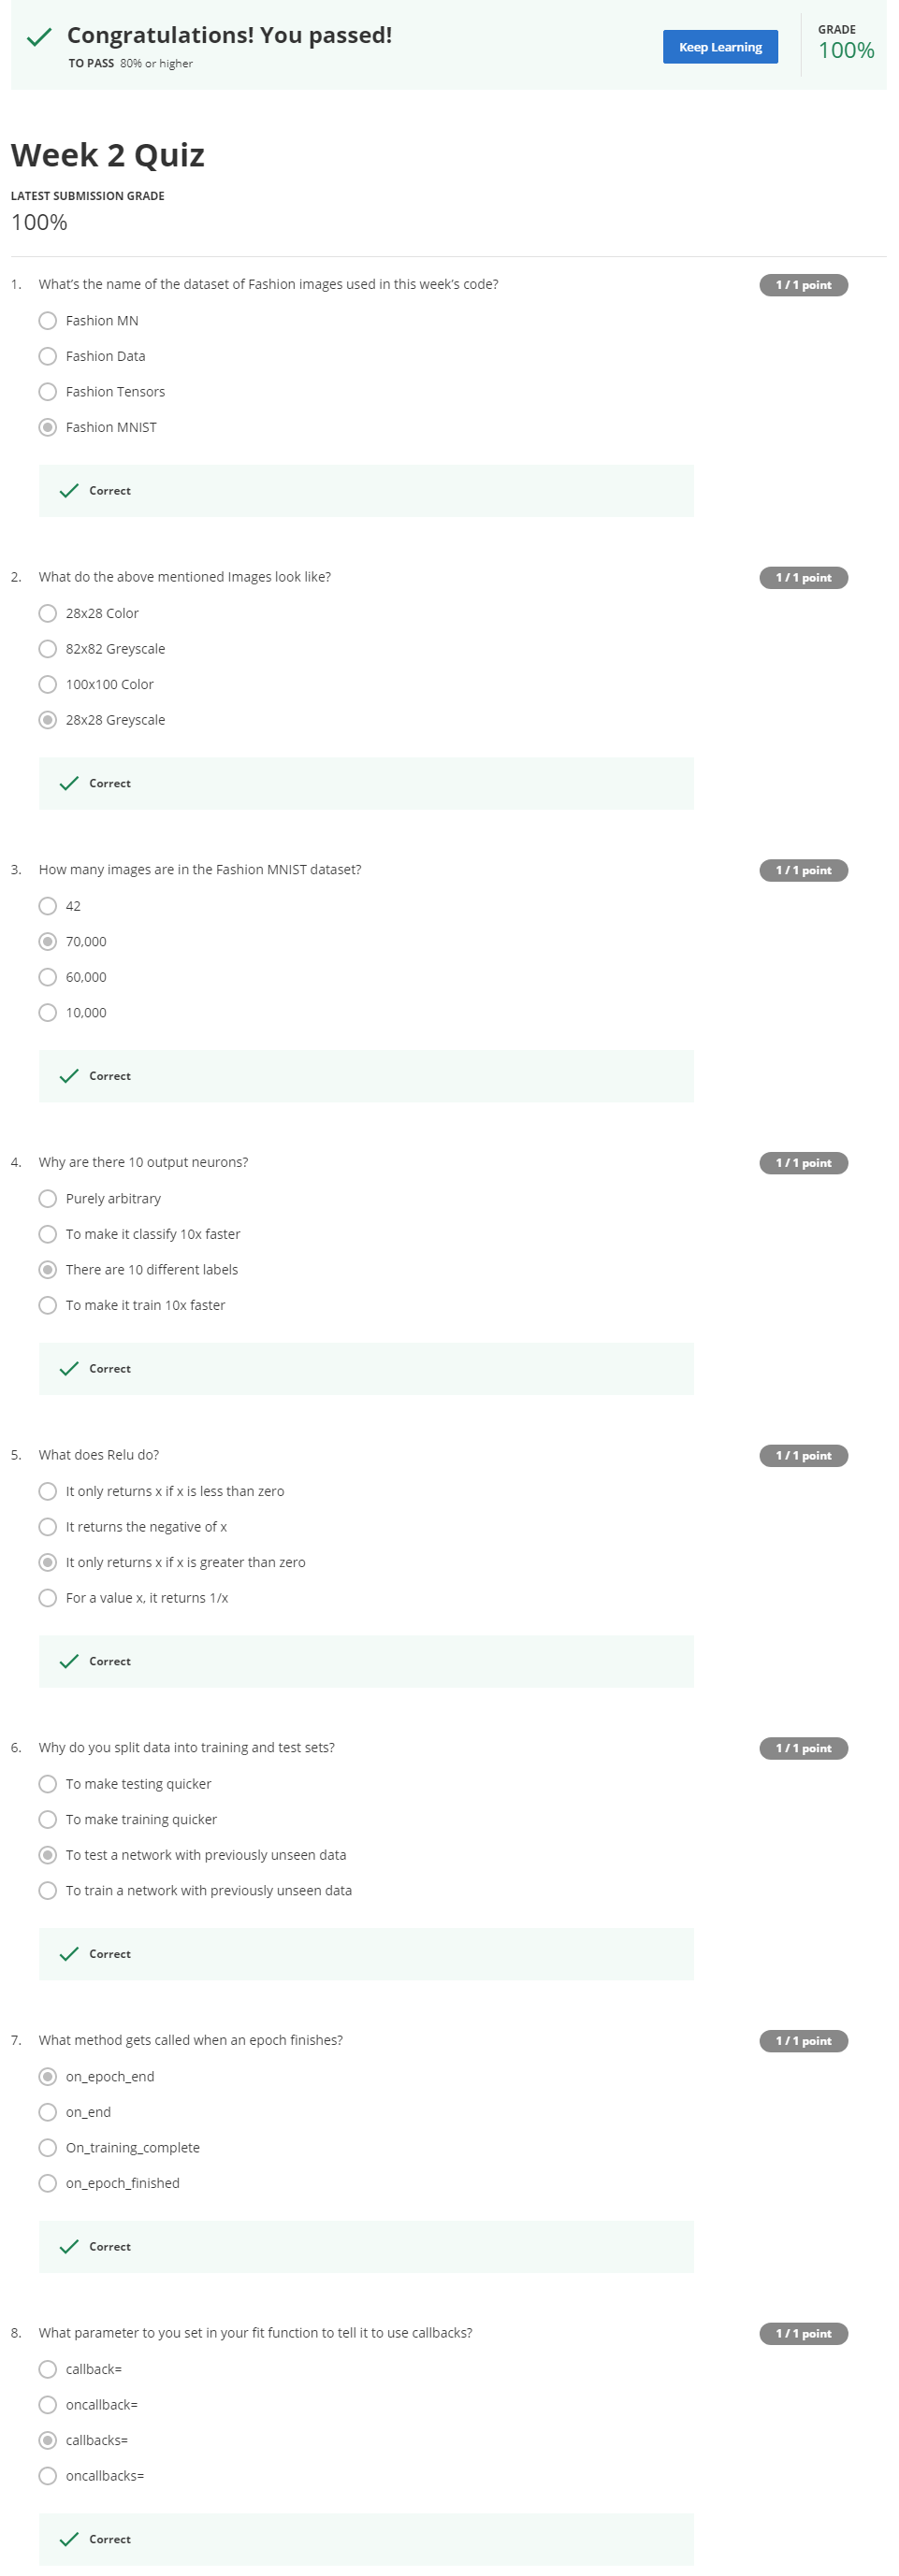 Congratulations! You passed!
TO PASS 80% or higher
Keep Learning
GRADE
100%
Week 2 Quiz
LATEST SUBMISSION GRADE
100%
1. What's the name of the dataset of Fashion images used in this week's code?
1 / 1 point
Fashion MN
Fashion Data
Fashion Tensors
Fashion MNIST
Correct
2. What do the above mentioned Images look like?
1 / 1 point
28x28 Color
82x82 Greyscale
100x100 Color
28x28 Greyscale
Correct
3. How many images are in the Fashion MNIST dataset?
1 / 1 point
42
70,000
60,000
10,000
Correct
4. Why are there 10 output neurons?
1 / 1 point
Purely arbitrary
To make it classify 10x faster
There are 10 different labels
To make it train 10x faster
Correct
5. What does Relu do?
1 / 1 point
It only returns x if x is less than zero
It returns the negative of x
It only returns x if x is greater than zero
For a value x, it returns 1/x
Correct
6. Why do you split data into training and test sets?
1 / 1 point
To make testing quicker
To make training quicker
To test a network with previously unseen data
To train a network with previously unseen data
Correct
7. What method gets called when an epoch finishes?
1 / 1 point
on_epoch_end
on_end
On_training_complete
on_epoch_finished
Correct
8. What parameter to you set in your fit function to tell it to use callbacks?
1 / 1 point
callback=
oncallback=
callbacks=
oncallbacks=
Correct